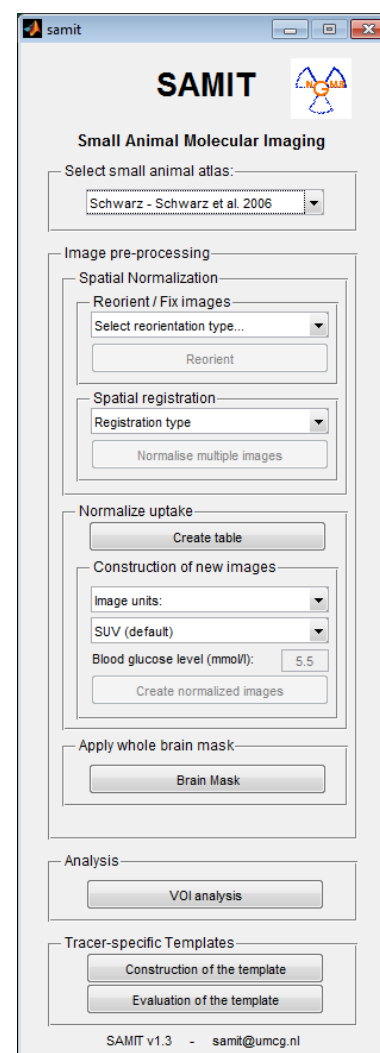 samit
SAMIT
Small Animal Molecular Imaging
Select small animal atlas:
Schwarz - Schwarz et al. 2006
Image pre-processing
Spatial Normalization
Reorient / Fix images
Select reorientation type...
Reorient
Spatial registration
Registration type
Normalise multiple images
Normalize uptake
Create table
Construction of new images
Image units:
SUV (default)
Blood glucose level (mmol/l): 5.5
Create normalized images
Apply whole brain mask
Brain Mask
Analysis
VOI analysis
Tracer-specific Templates
Construction of the template
Evaluation of the template
SAMIT v1.3 - samit@umcg.nl